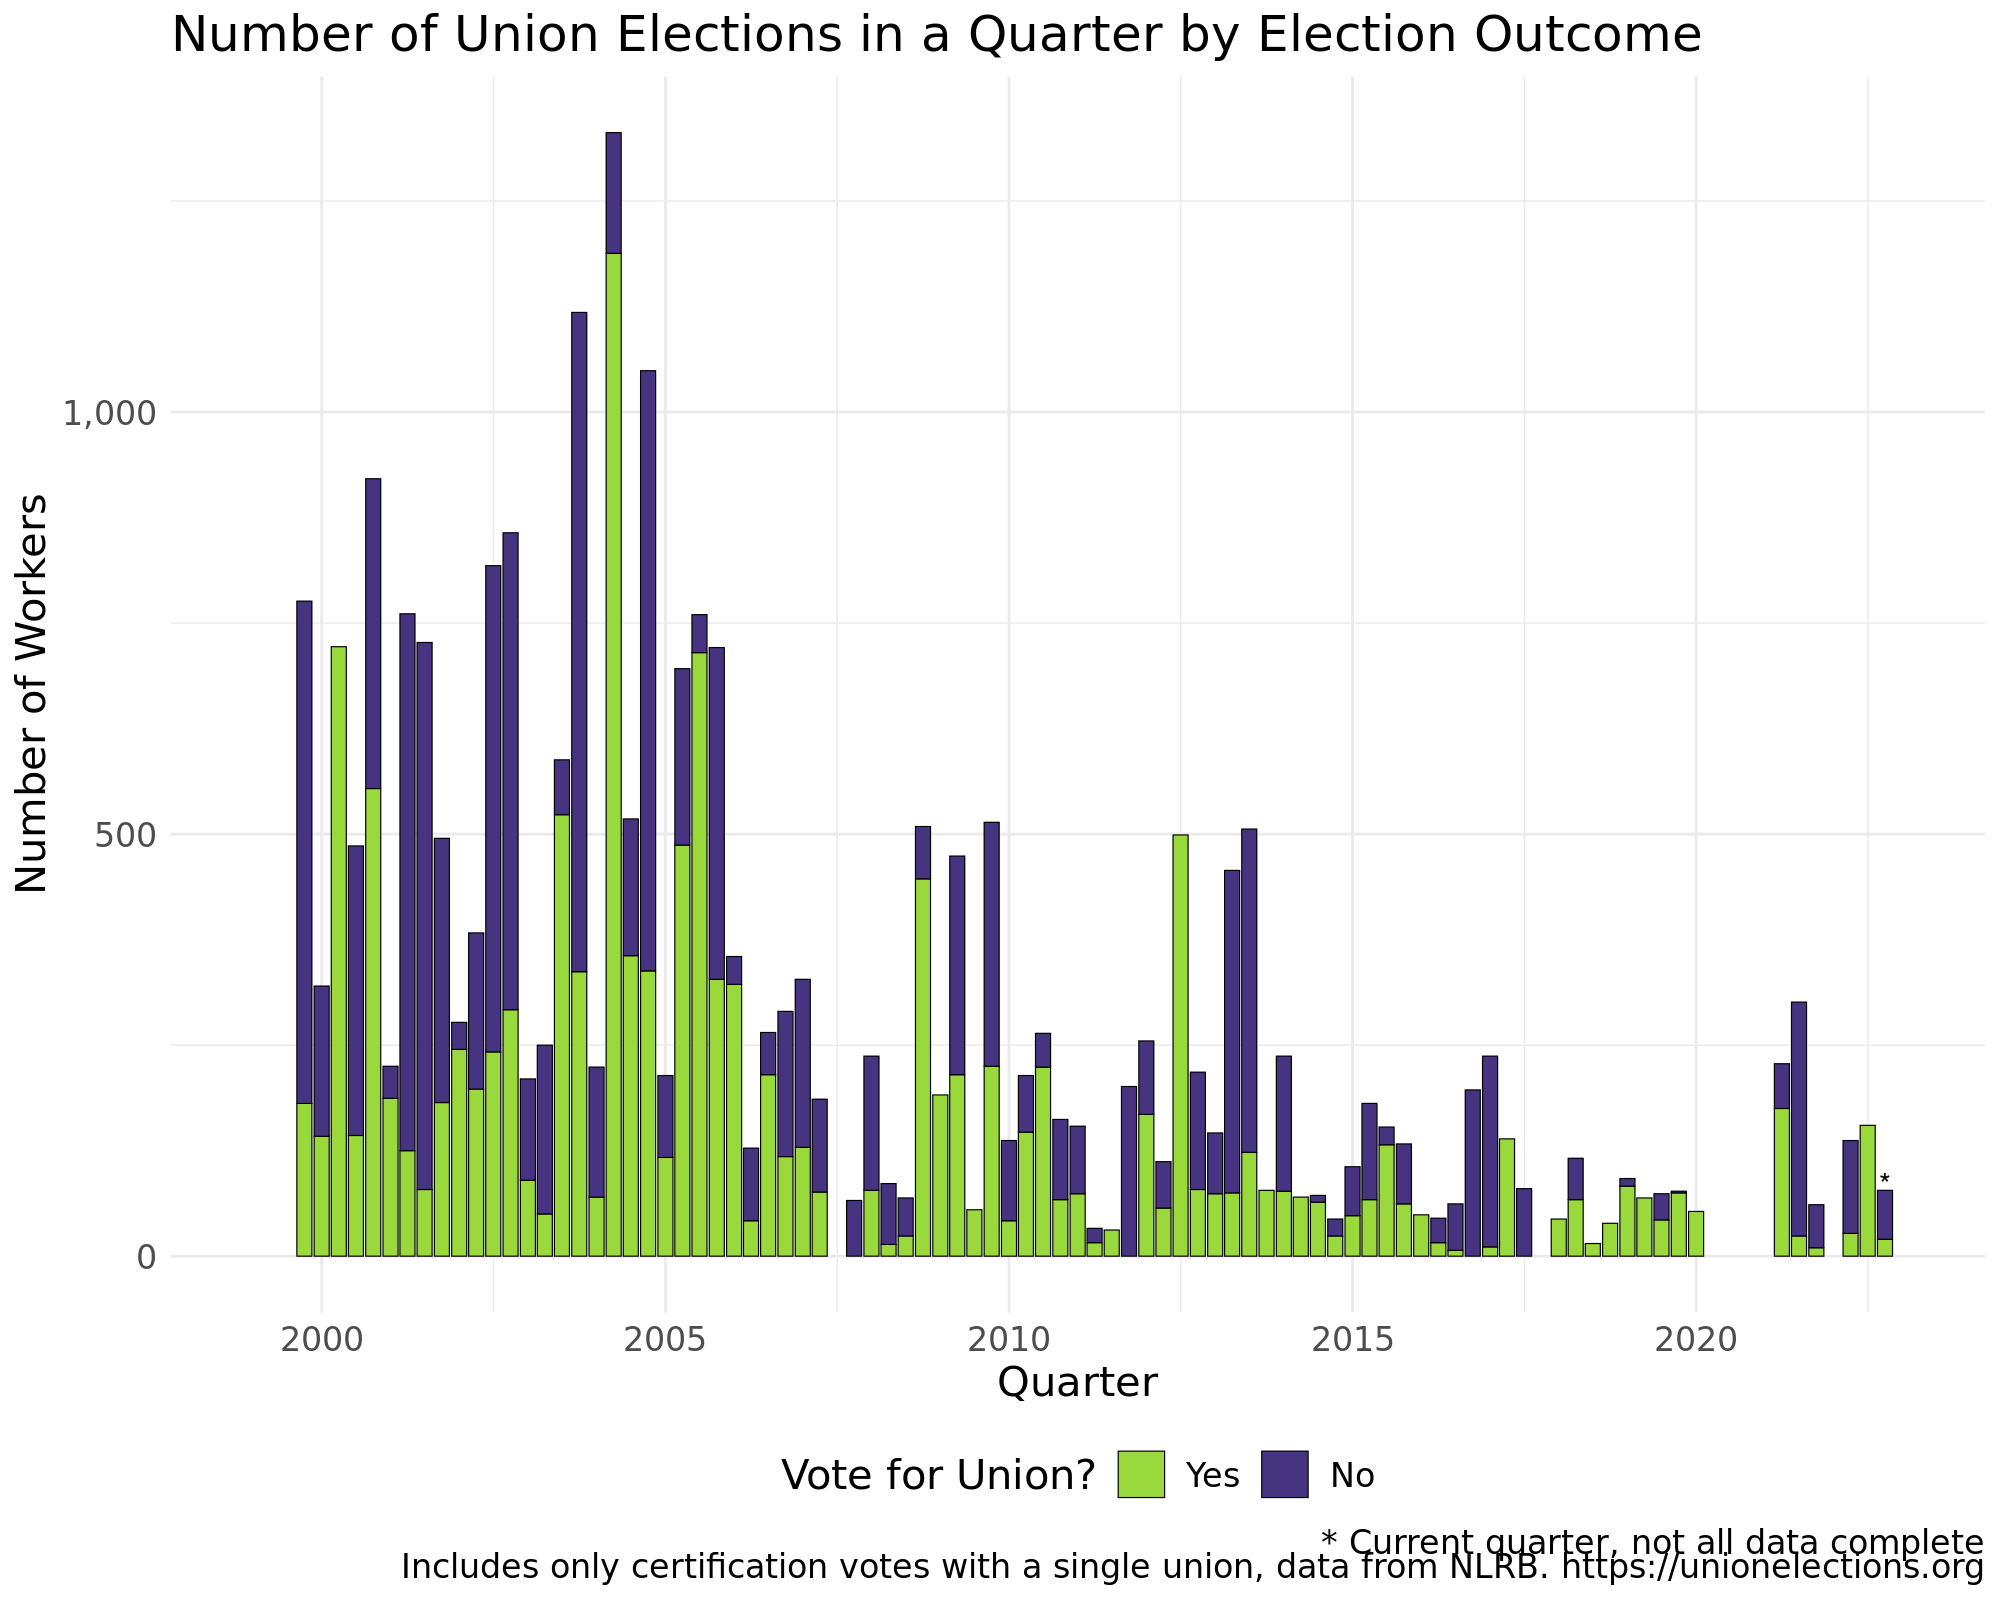 Number of Union Elections in a Quarter by Election Outcome
Number of Workers
1,000
500
0
*
2000 2005 2010 2015 2020
Quarter
Vote for Union? Yes No
* Current quarter, not all data complete
Includes only certification votes with a single union, data from NLRB. https://unionelections.org